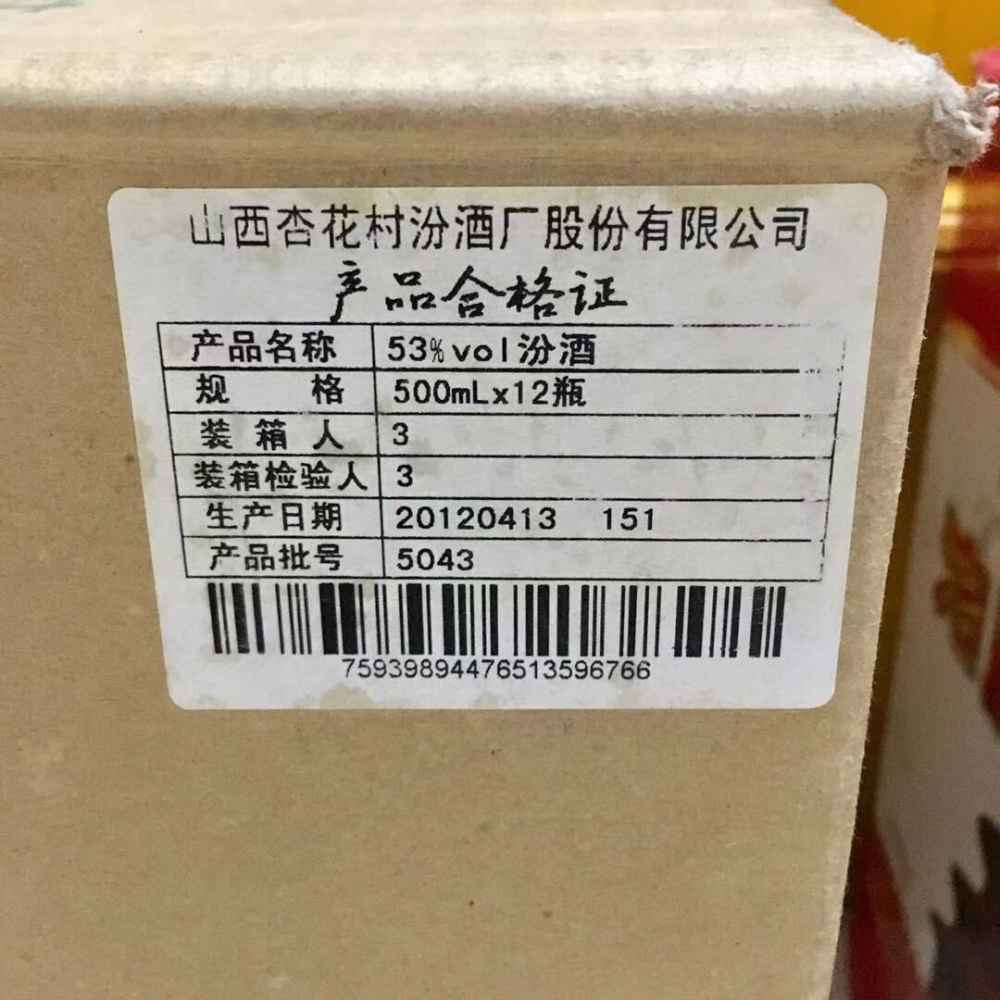 山西杏花村汾酒厂股份有限公司
产品合格证
产品名称 53%vol汾酒
规 格 500mLx12瓶
装 箱 人 3
装箱检验人 3
生产日期 20120413 151
产品批号 5043
75939894476513596766